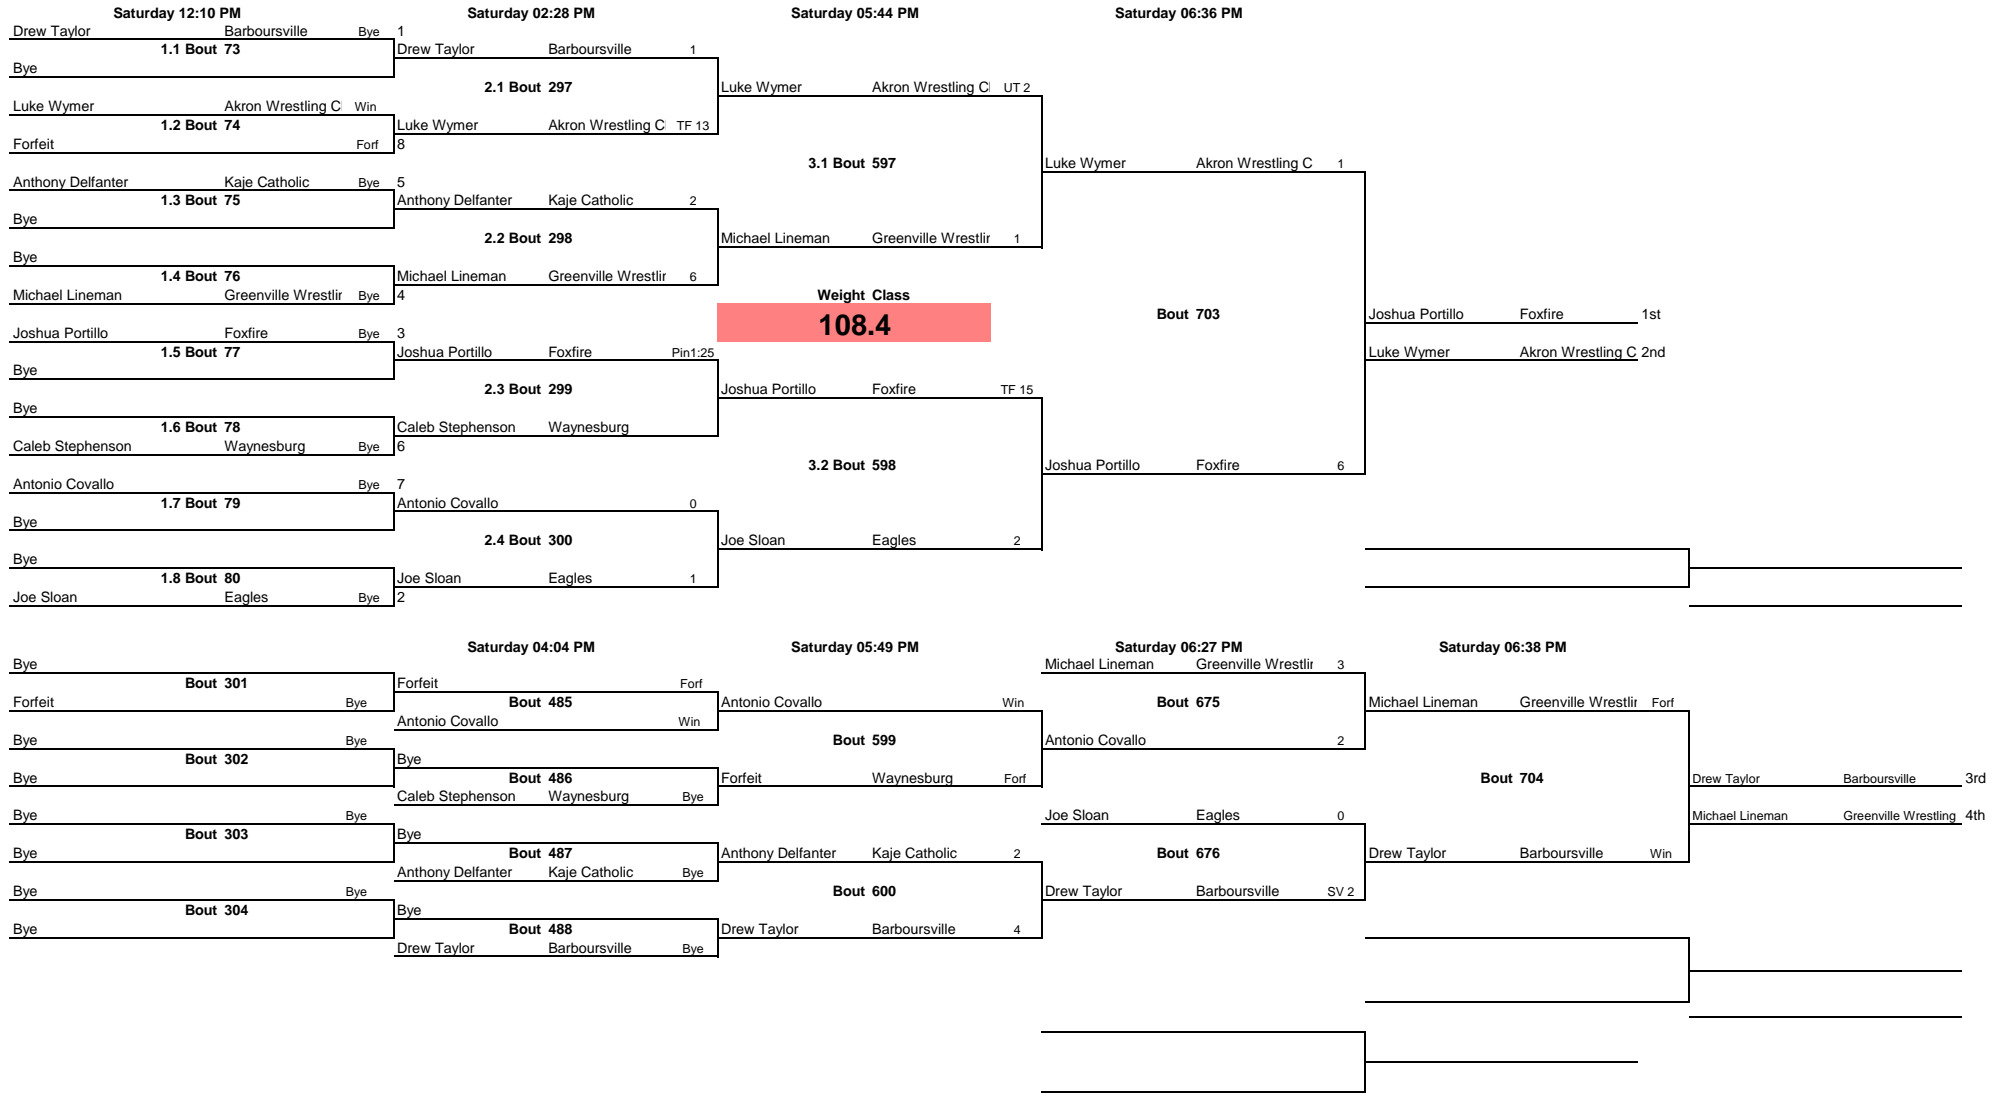 Saturday 12:10 PM Saturday 02:28 PM Saturday 05:44 PM Saturday 06:36 PM
Drew Taylor Barboursville Bye 1
1.1 Bout 73 Drew Taylor Barboursville 1
Bye
2.1 Bout 297 Luke Wymer Akron Wrestling Cl UT 2
Luke Wymer Akron Wrestling Cl Win
1.2 Bout 74 Luke Wymer Akron Wrestling Cl TF 13
Forfeit Forf 8
3.1 Bout 597 Luke Wymer Akron Wrestling C 1
Anthony Delfanter Kaje Catholic Bye 5
1.3 Bout 75 Anthony Delfanter Kaje Catholic 2
Bye
2.2 Bout 298 Michael Lineman Greenville Wrestlir 1
Bye
1.4 Bout 76 Michael Lineman Greenville Wrestlir 6
Michael Lineman Greenville Wrestlir Bye 4 Weight Class
108.4 Bout 703 Joshua Portillo Foxfire 1st
Joshua Portillo Foxfire Bye 3
1.5 Bout 77 Joshua Portillo Foxfire Pin1:25 Luke Wymer Akron Wrestling C 2nd
Bye
2.3 Bout 299 Joshua Portillo Foxfire TF 15
Bye
1.6 Bout 78 Caleb Stephenson Waynesburg
Caleb Stephenson Waynesburg Bye 6
3.2 Bout 598 Joshua Portillo Foxfire 6
Antonio Covallo Bye 7
1.7 Bout 79 Antonio Covallo 0
Bye
2.4 Bout 300 Joe Sloan Eagles 2
Bye
1.8 Bout 80 Joe Sloan Eagles 1
Joe Sloan Eagles Bye 2
Saturday 04:04 PM Saturday 05:49 PM Saturday 06:27 PM Saturday 06:38 PM
Bye Michael Lineman Greenville Wrestlir 3
Bout 301 Forfeit Forf
Forfeit Bye Bout 485 Antonio Covallo Win Bout 675 Michael Lineman Greenville Wrestlir Forf
Antonio Covallo Win
Bye Bye Bout 599 Antonio Covallo 2
Bout 302 Bye
Bye Bout 486 Forfeit Waynesburg Forf Bout 704 Drew Taylor Barboursville 3rd
Caleb Stephenson Waynesburg Bye
Bye Bye Joe Sloan Eagles 0 Michael Lineman Greenville Wrestling 4th
Bout 303 Bye
Bye Bout 487 Anthony Delfanter Kaje Catholic 2 Bout 676 Drew Taylor Barboursville Win
Anthony Delfanter Kaje Catholic Bye
Bye Bye Bout 600 Drew Taylor Barboursville SV 2
Bout 304 Bye
Bye Bout 488 Drew Taylor Barboursville 4
Drew Taylor Barboursville Bye